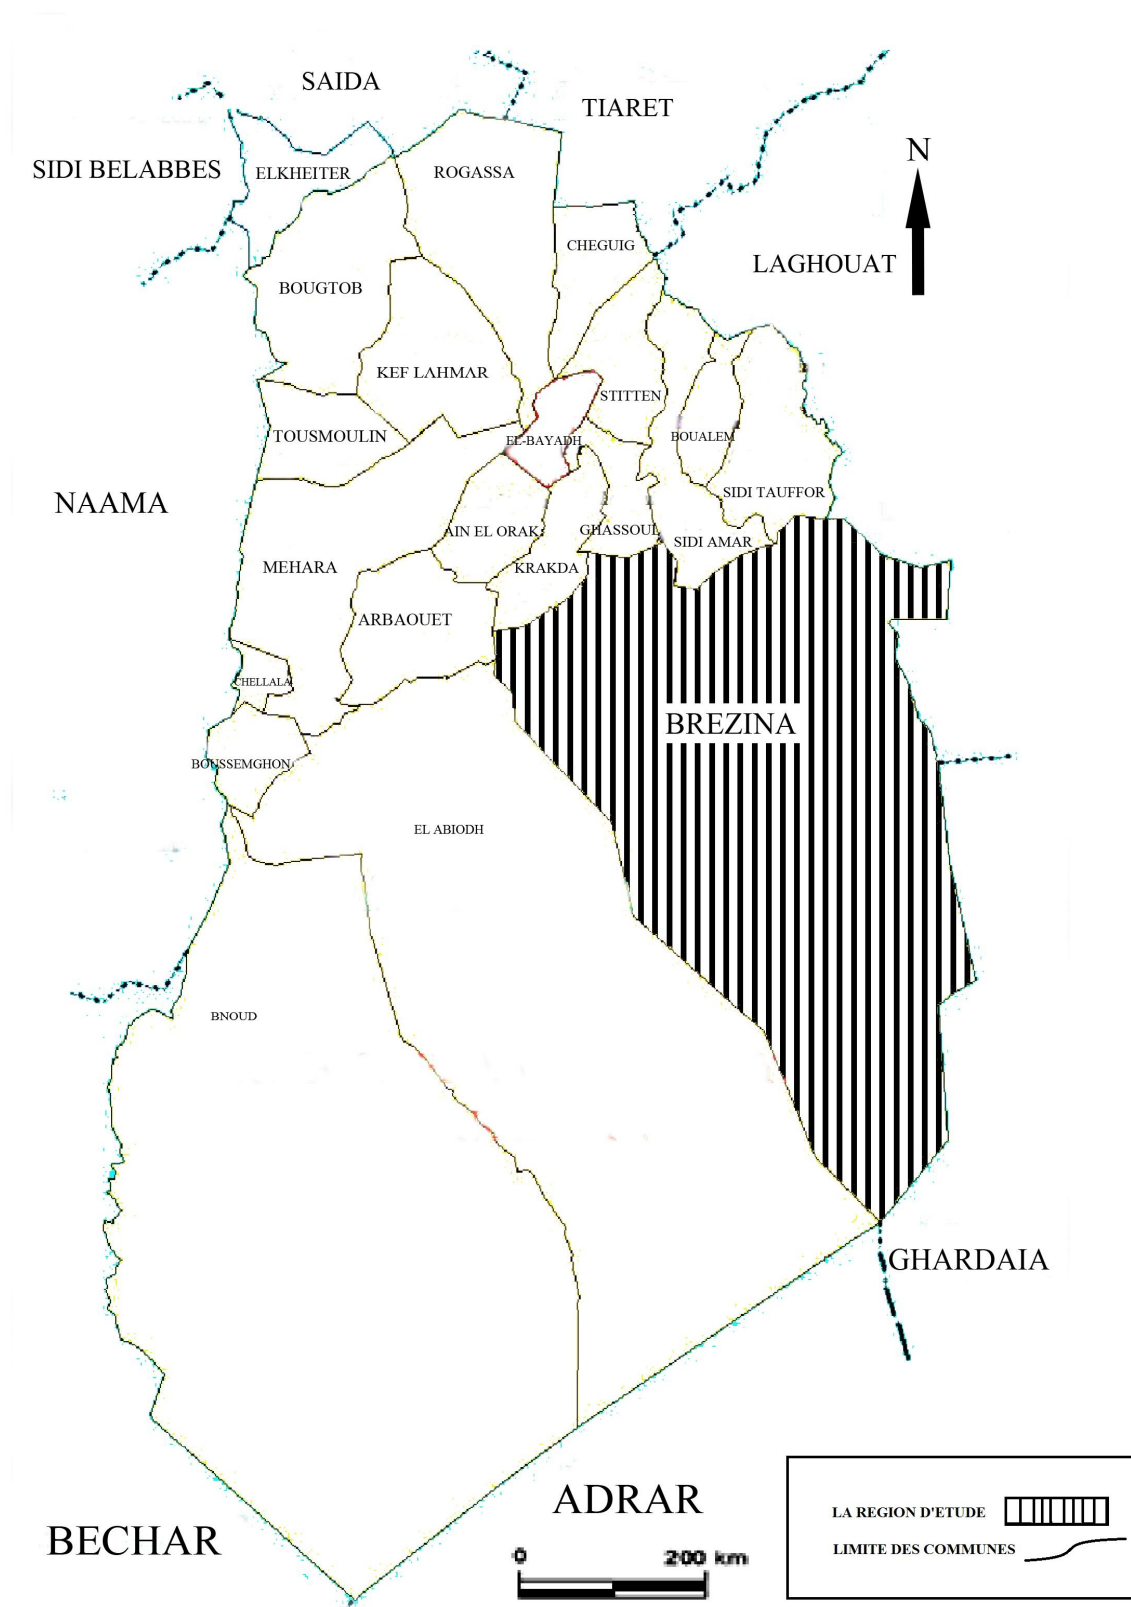 SAIDA
TIARET
N
SIDI BELABBES
ELKHEITER
ROGASSA
CHEGUIG
LAGHOUAT
BOUGTOB
KEF LAHMAR
STITTEN
TOUSMOULIN
EL-BAYADH
BOUALEM
NAAMA
SIDI TAUFFOR
AIN EL ORAK
GHASSOUL
SIDI AMAR
MEHARA
KRAKDA
ARBAOUET
CHELLALA
BREZINA
BOUSSEMGHON
EL ABIODH
BNOUD
GHARDAIA
ADRAR
BECHAR
0 200 km
LA REGION D'ETUDE
LIMITE DES COMMUNES